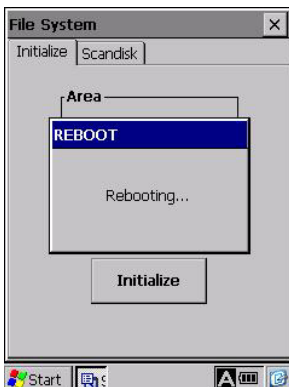 File System
Initialize Scandisk
Area
REBOOT
Rebooting...
Initialize
Start
A